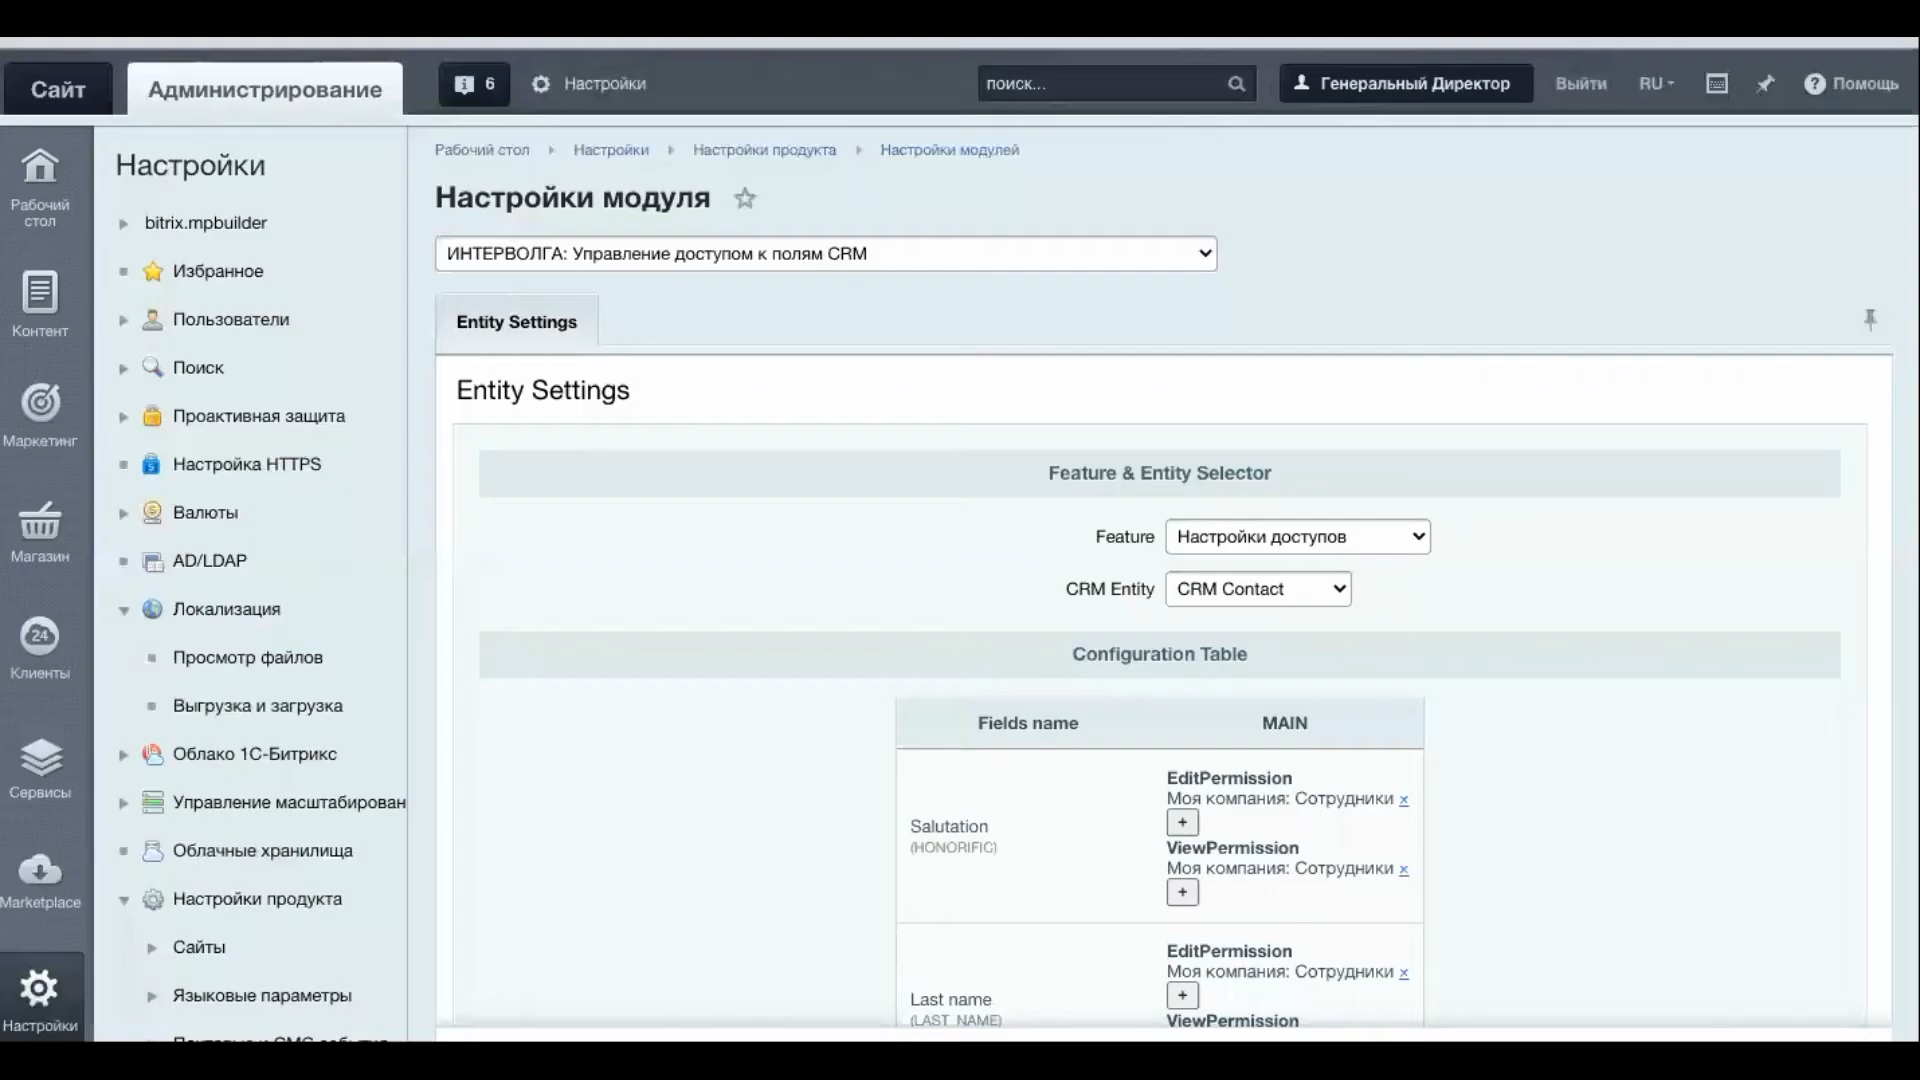 Сайт
Администрирование
6
Настройки
поиск...
Генеральный Директор
Выйти
RU
Помощь
Рабочий стол
Контент
Маркетинг
Магазин
24
Клиенты
Сервисы
Marketplace
Настройки
Настройки
bitrix.mpbuilder
Избранное
Пользователи
Поиск
Проактивная защита
Настройка HTTPS
Валюты
AD/LDAP
Локализация
Просмотр файлов
Выгрузка и загрузка
Облако 1С-Битрикс
Управление масштабирован
Облачные хранилища
Настройки продукта
Сайты
Языковые параметры
Рабочий стол
Настройки
Настройки продукта
Настройки модулей
Настройки модуля
ИНТЕРВОЛГА: Управление доступом к полям CRM
Entity Settings
Entity Settings
Feature & Entity Selector
Feature
Настройки доступов
CRM Entity
CRM Contact
Configuration Table
Fields name
MAIN
Salutation
(HONORIFIC)
EditPermission
Моя компания: Сотрудники x
+
ViewPermission
Моя компания: Сотрудники x
+
Last name
(LAST_NAME)
EditPermission
Моя компания: Сотрудники x
+
ViewPermission